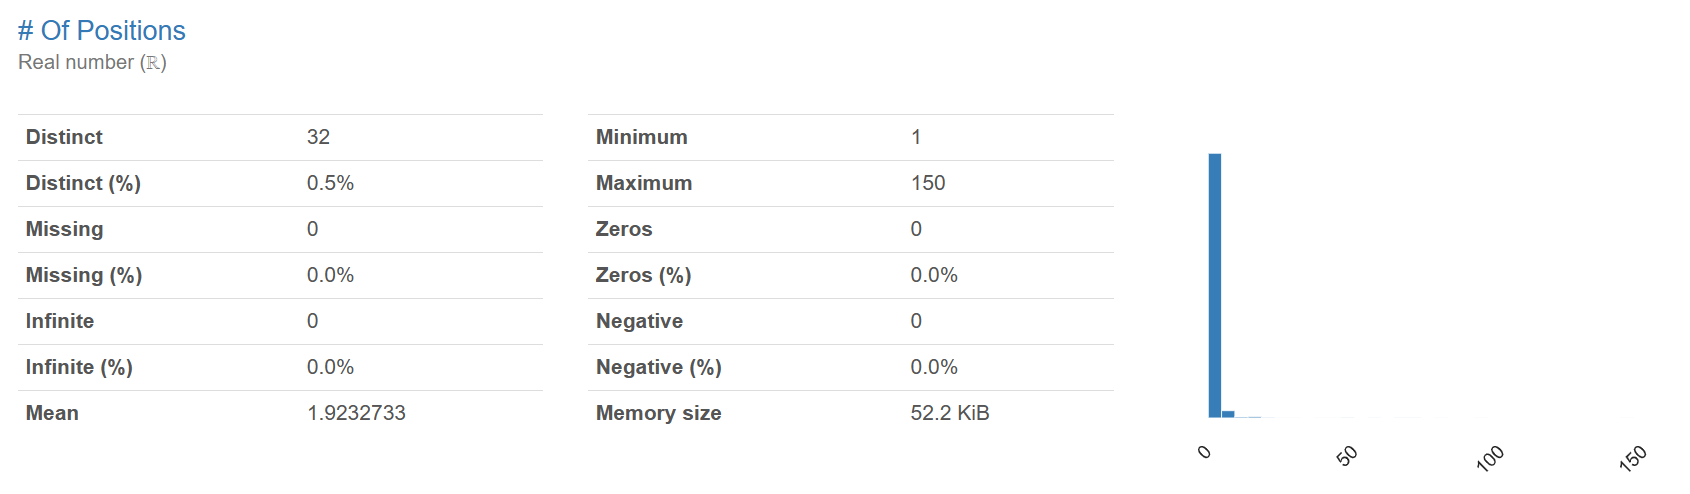 # Of Positions
Real number (ℝ)
Distinct 32
Distinct (%) 0.5%
Missing 0
Missing (%) 0.0%
Infinite 0
Infinite (%) 0.0%
Mean 1.9232733
Minimum 1
Maximum 150
Zeros 0
Zeros (%) 0.0%
Negative 0
Negative (%) 0.0%
Memory size 52.2 KiB
0 50 100 150